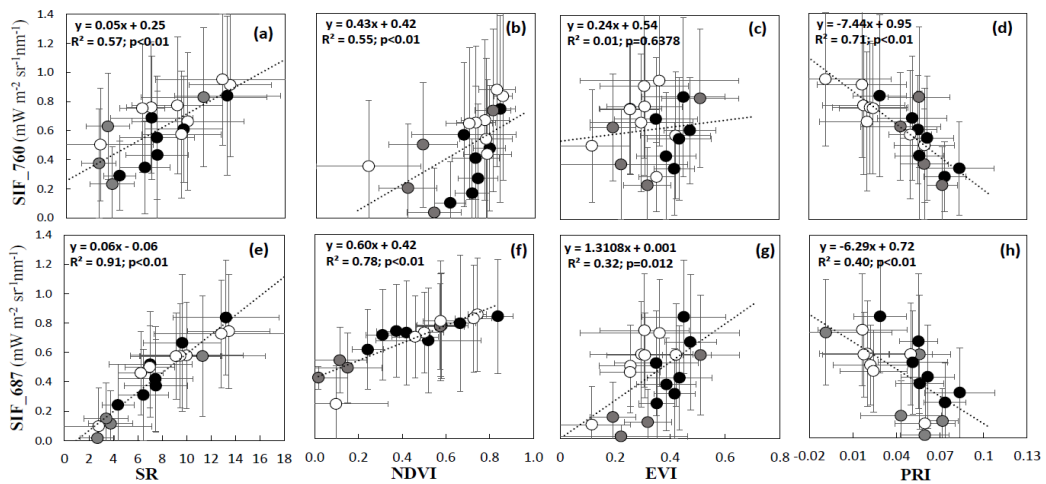 y = 0.05x + 0.25
R² = 0.57; p<0.01
(a)
y = 0.43x + 0.42
R² = 0.55; p<0.01
(b)
y = 0.24x + 0.54
R² = 0.01; p=0.6378
(c)
y = -7.44x + 0.95
R² = 0.71; p<0.01
(d)
SIF_760 (mW m⁻² sr⁻¹nm⁻¹)
1.4
1.2
1.0
0.8
0.6
0.4
0.2
0.0
y = 0.06x - 0.06
R² = 0.91; p<0.01
(e)
y = 0.60x + 0.42
R² = 0.78; p<0.01
(f)
y = 1.3108x + 0.001
R² = 0.32; p=0.012
(g)
y = -6.29x + 0.72
R² = 0.40; p<0.01
(h)
SIF_687 (mW m⁻² sr⁻¹nm⁻¹)
1.4
1.2
1.0
0.8
0.6
0.4
0.2
0.0
0 2 4 6 8 10 12 14 16 18
SR
0.0 0.2 0.4 0.6 0.8 1.0
NDVI
0 0.2 0.4 0.6 0.8
EVI
-0.02 0.01 0.04 0.07 0.10 0.13
PRI